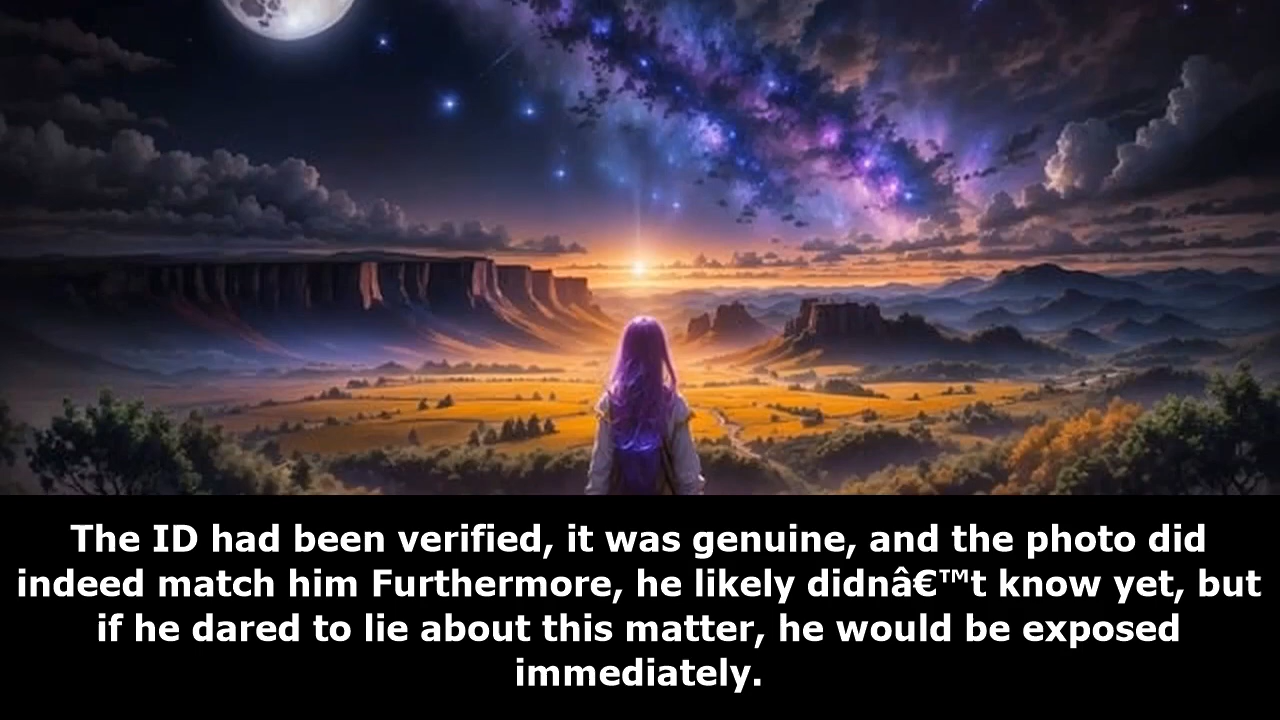 The ID had been verified, it was genuine, and the photo did
indeed match him Furthermore, he likely didnâ€™t know yet, but
if he dared to lie about this matter, he would be exposed
immediately.